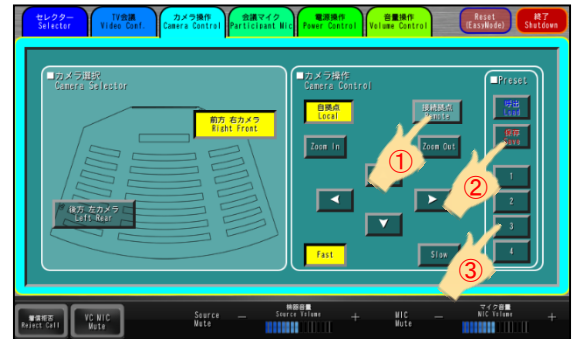 セレクター
Selector
TV会議
Video Conf.
カメラ操作
Camera Control
会議マイク
Participant Mic
電源操作
Power Control
音量操作
Volume Control
Reset
(EasyMode)
終了
Shutdown
■カメラ選択
Camera Selector
前方 右カメラ
Right Front
後方 左カメラ
Left Rear
■カメラ操作
Camera Control
自拠点
Local
接続拠点
Remote
Zoom In
Zoom Out
Fast
Slow
■Preset
呼出
Load
保存
Save
1
2
3
4
①
②
③
着信拒否
Reject Call
VC MIC
Mute
Source
Mute
−
Source Volume
+
MIC
Mute
−
マイク音量
MIC Volume
+